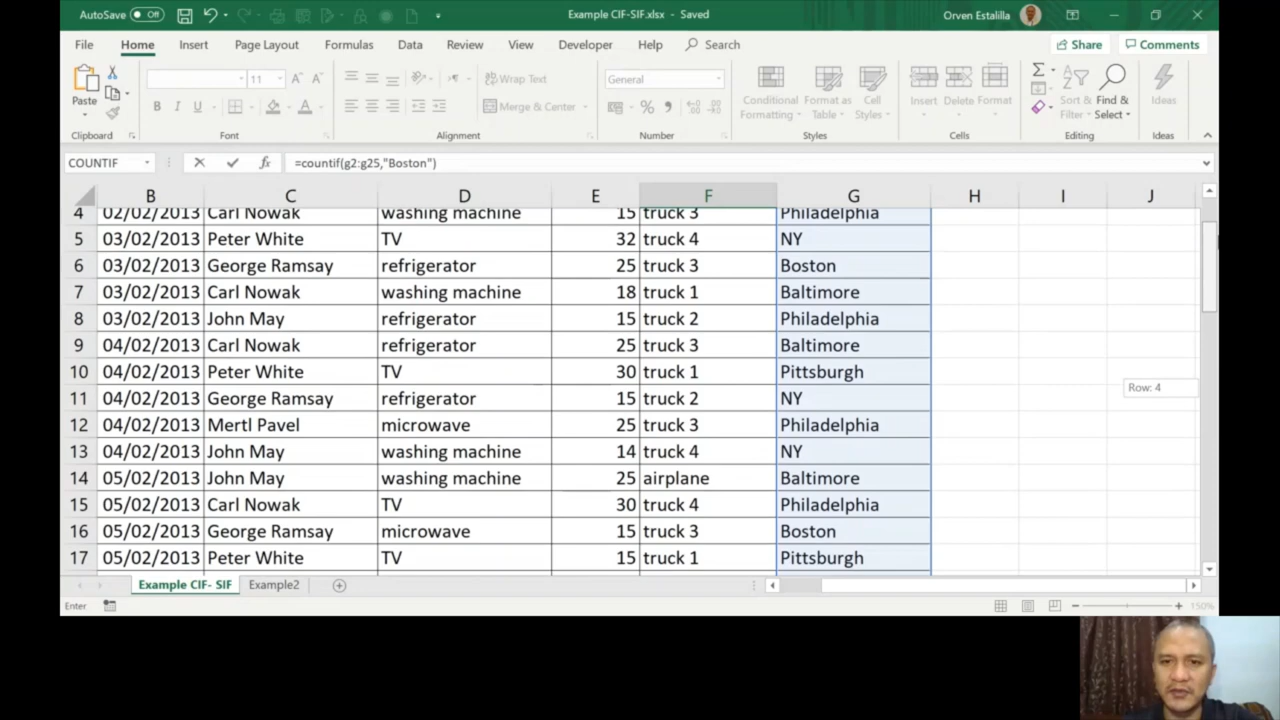 AutoSave Off Example CIF-SIF.xlsx - Saved Orven Estalilla
File Home Insert Page Layout Formulas Data Review View Developer Help Search Share Comments
Paste 11 Wrap Text General Conditional Formatting Format as Table Cell Styles Insert Delete Format Sort & Filter Find & Select Ideas
Merge & Center
Clipboard Font Alignment Number Styles Cells Editing Ideas
COUNTIF =countif(g2:g25,"Boston")
B C D E F G H I J
4 02/02/2013 Carl Nowak washing machine 15 truck 3 Philadelphia
5 03/02/2013 Peter White TV 32 truck 4 NY
6 03/02/2013 George Ramsay refrigerator 25 truck 3 Boston
7 03/02/2013 Carl Nowak washing machine 18 truck 1 Baltimore
8 03/02/2013 John May refrigerator 15 truck 2 Philadelphia
9 04/02/2013 Carl Nowak refrigerator 25 truck 3 Baltimore
10 04/02/2013 Peter White TV 30 truck 1 Pittsburgh
Row: 4
11 04/02/2013 George Ramsay refrigerator 15 truck 2 NY
12 04/02/2013 Mertl Pavel microwave 25 truck 3 Philadelphia
13 04/02/2013 John May washing machine 14 truck 4 NY
14 05/02/2013 John May washing machine 25 airplane Baltimore
15 05/02/2013 Carl Nowak TV 30 truck 4 Philadelphia
16 05/02/2013 George Ramsay microwave 15 truck 3 Boston
17 05/02/2013 Peter White TV 15 truck 1 Pittsburgh
Example CIF- SIF Example2
Enter 150%